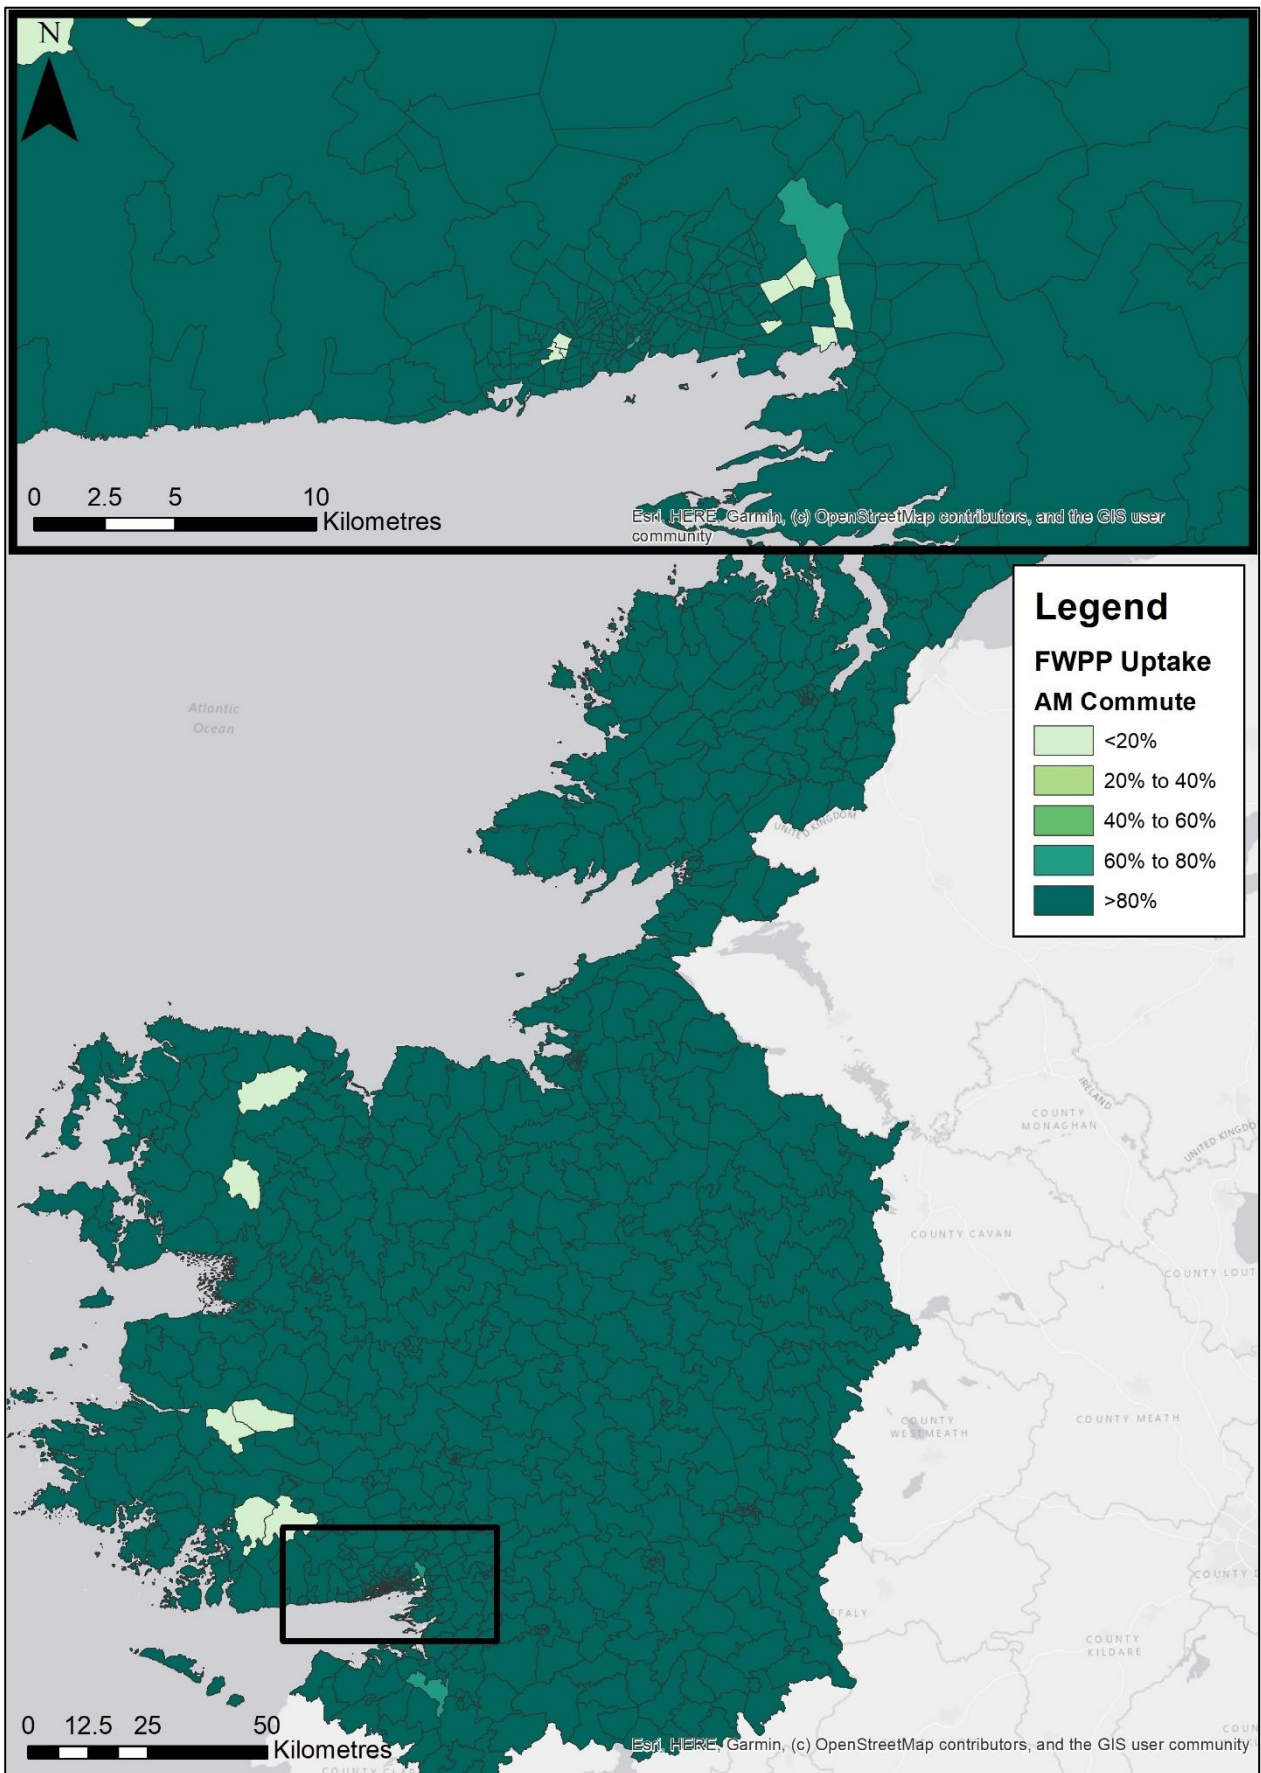 N
0 2.5 5 10
Kilometres
Esri, HERE, Garmin, (c) OpenStreetMap contributors, and the GIS user
community
Legend
FWPP Uptake
AM Commute
<20%
20% to 40%
40% to 60%
60% to 80%
>80%
Atlantic
Ocean
UNITED KINGDOM
IRELAND
COUNTY
MONAGHAN
UNITED KINGDO
COUNTY CAVAN
COUNTY LOUT
COUNTY
WESTMEATH
COUNTY MEATH
COUNTY D
FFALY
COUNTY
KILDARE
COUN
0 12.5 25 50
Kilometres
Esri, HERE, Garmin, (c) OpenStreetMap contributors, and the GIS user community